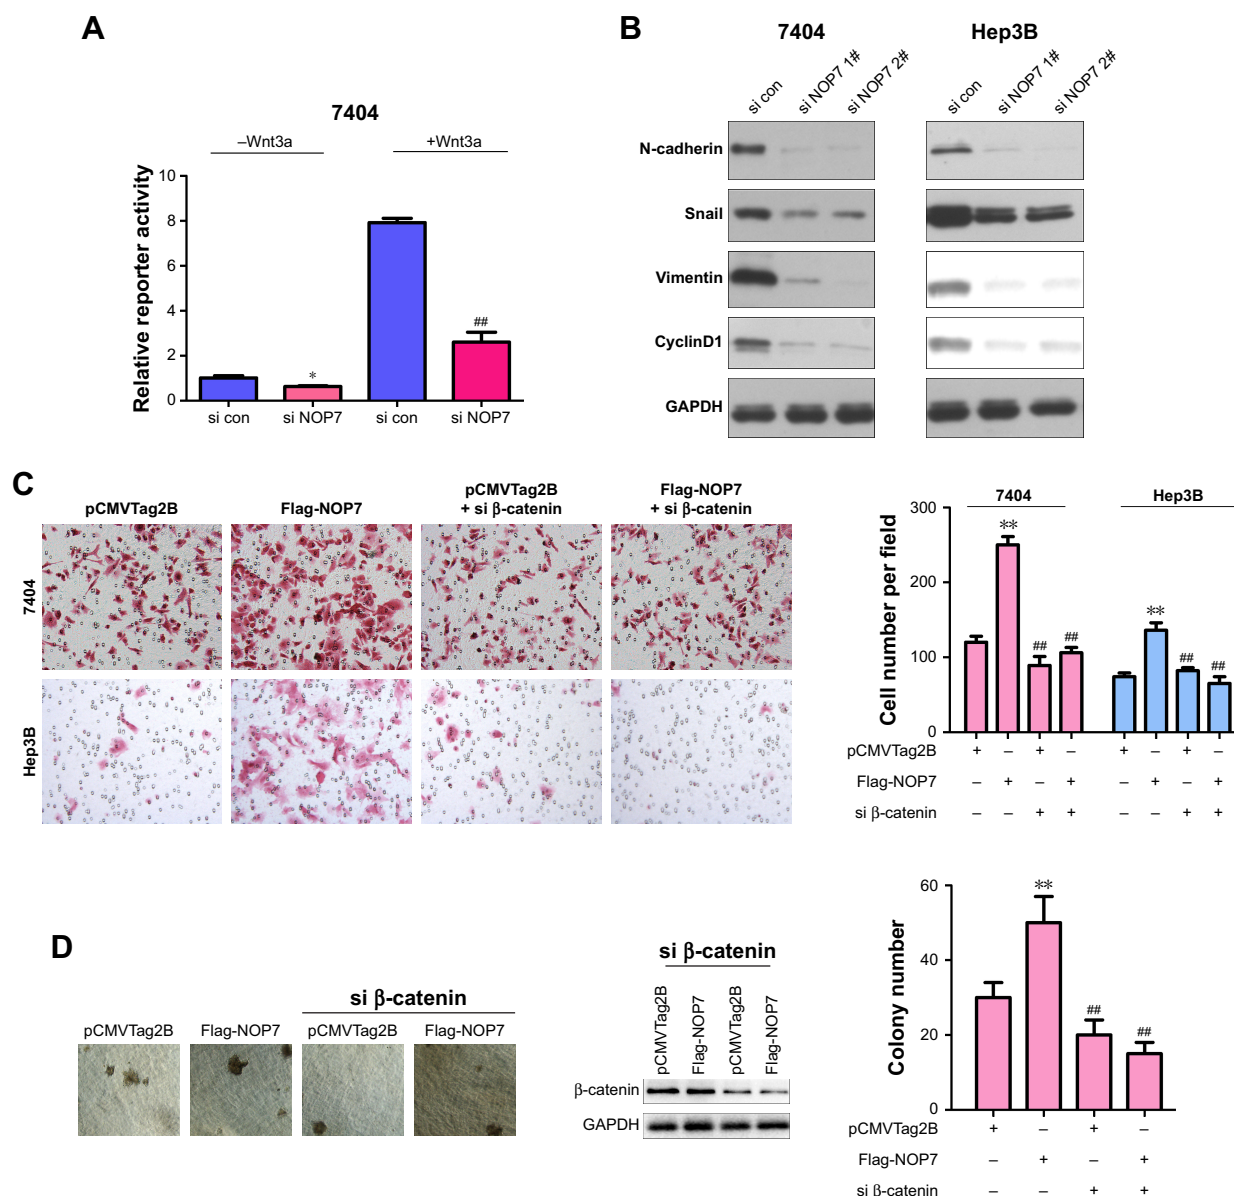 A
7404
–Wnt3a
+Wnt3a
Relative reporter activity
10
8
6
4
2
0
*
##
si con
si NOP7
si con
si NOP7
B
7404
Hep3B
si con
si NOP7 1#
si NOP7 2#
si con
si NOP7 1#
si NOP7 2#
N-cadherin
Snail
Vimentin
CyclinD1
GAPDH
C
pCMVTag2B
Flag-NOP7
pCMVTag2B
+ si β-catenin
Flag-NOP7
+ si β-catenin
7404
Hep3B
7404
Hep3B
Cell number per field
300
200
100
0
**
##
##
**
##
##
pCMVTag2B + – + – + – + –
Flag-NOP7 – + – + – + – +
si β-catenin – – + + – – + +
D
si β-catenin
pCMVTag2B
Flag-NOP7
pCMVTag2B
Flag-NOP7
si β-catenin
pCMVTag2B
Flag-NOP7
pCMVTag2B
Flag-NOP7
β-catenin
GAPDH
Colony number
60
40
20
0
**
##
##
pCMVTag2B + – + –
Flag-NOP7 – + – +
si β-catenin – – + +